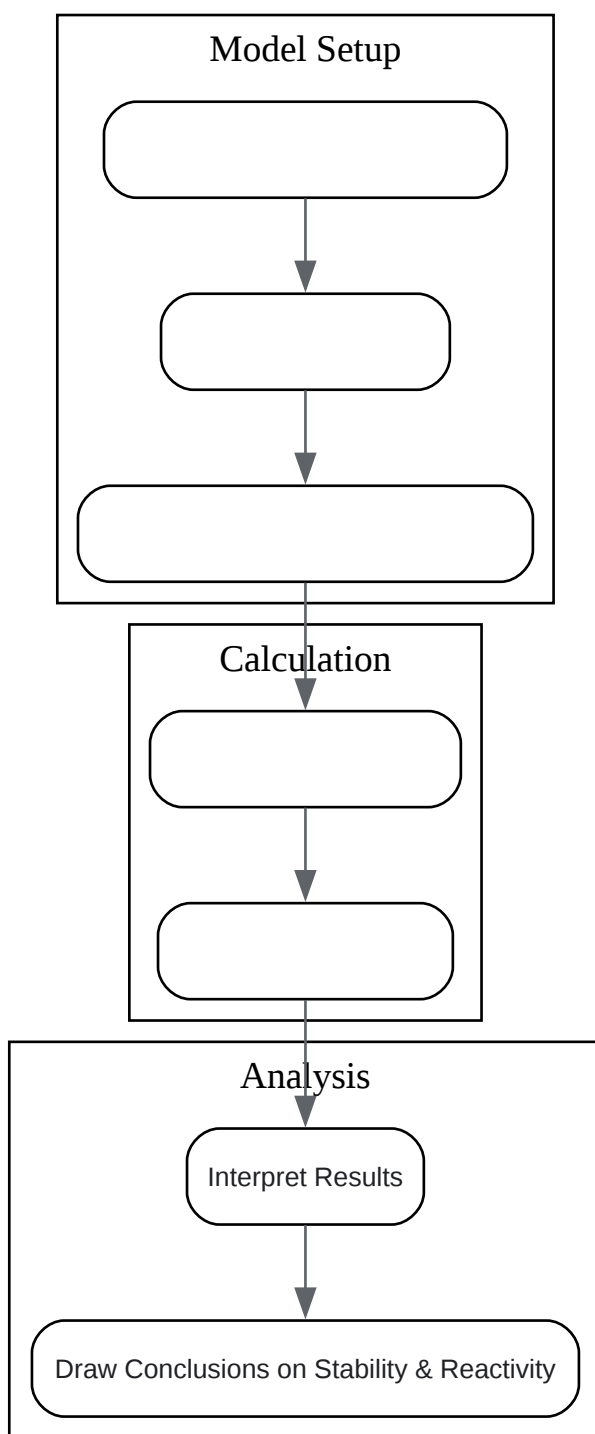 Model Setup
Calculation
Analysis
Interpret Results
Draw Conclusions on Stability & Reactivity